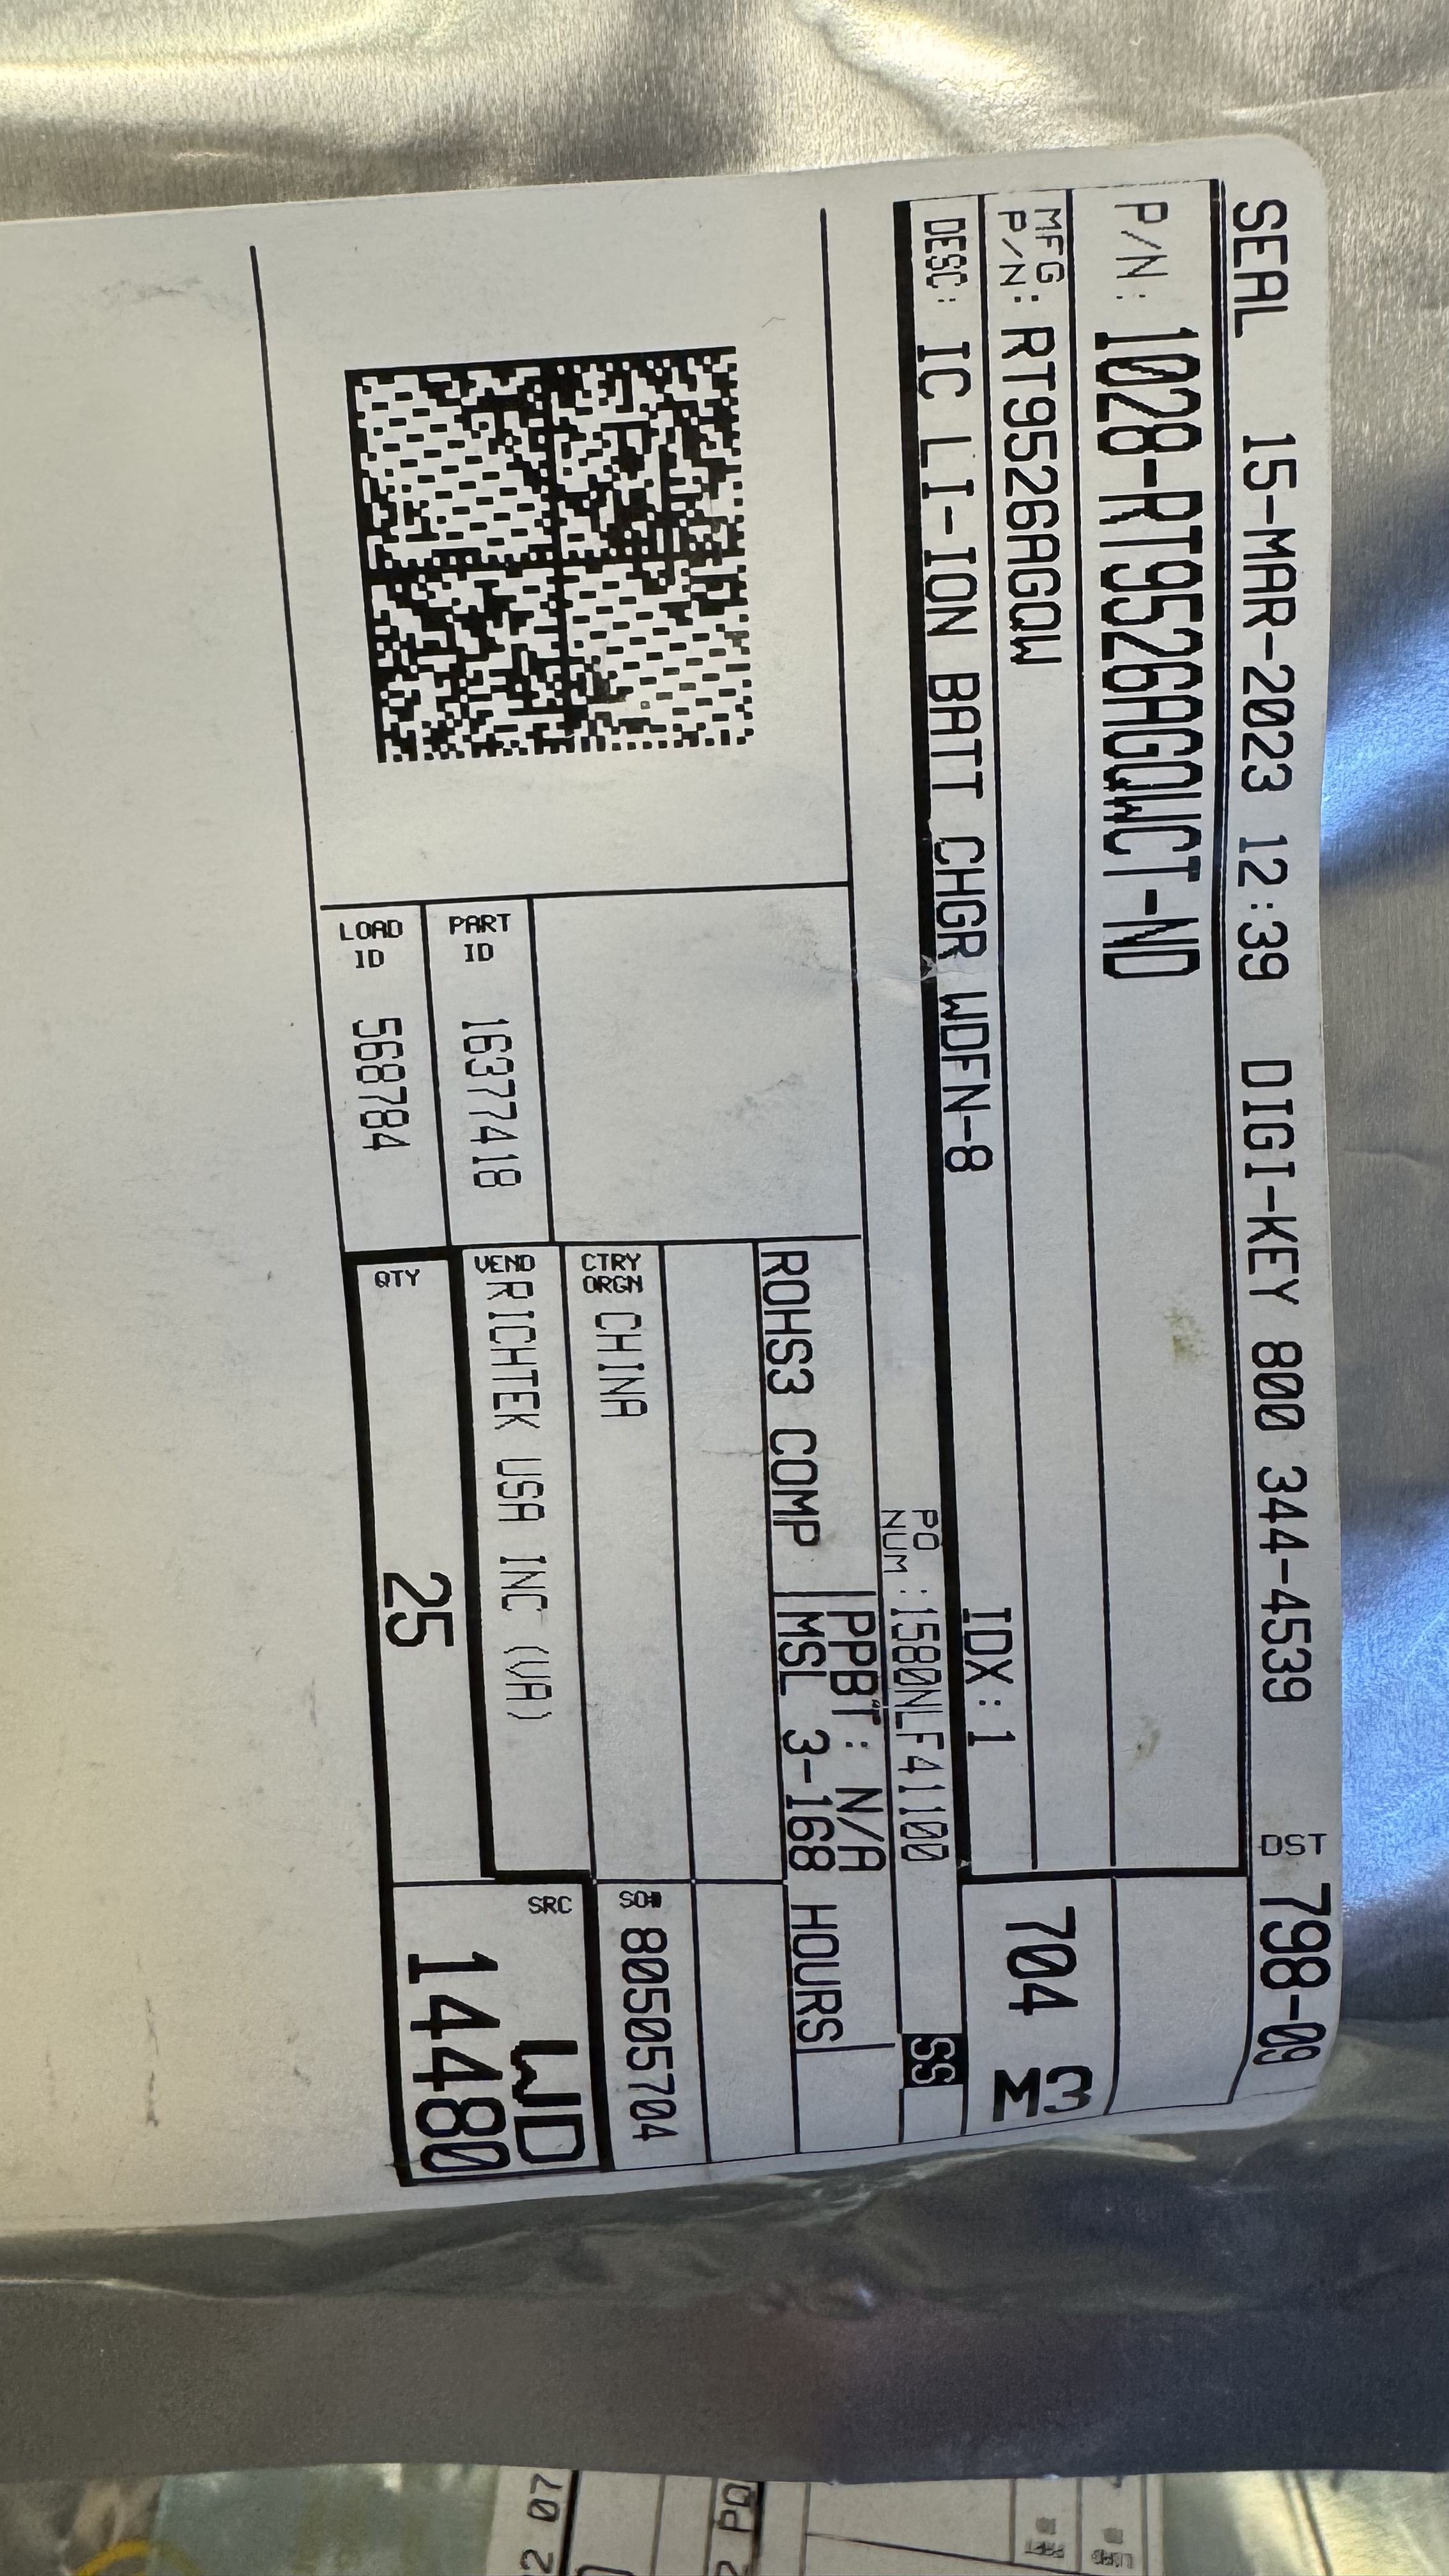 SEAL 15-MAR-2023 12:39 DIGI-KEY 800 344-4539 DST 798-09
P/N: 1028-RT9526AGQWCT-ND
MFG P/N: RT9526AGQW
704 M3
DESC: IC LI-ION BATT CHGR WDFN-8 IDX: 1
PO NUM: 1580NLF41100 SS
PPBT: N/A
ROHS3 COMP MSL 3-168 HOURS
CTRY ORGN CHINA SO# 80505704
PART ID 16377418
VEND RICHTEK USA INC (VA)
SRC WD
LOAD ID 568784
QTY 25
14480
2 07